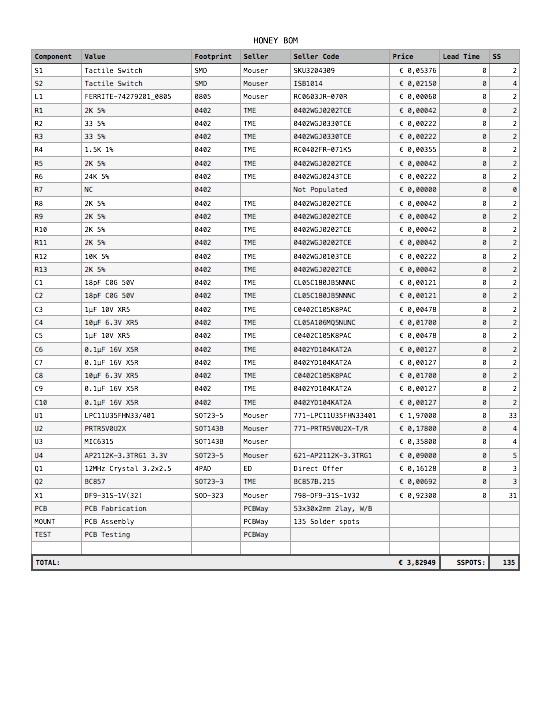 HONEY BOM
Component Value Footprint Seller Seller Code Price Lead Time SS
S1 Tactile Switch SMD Mouser SKU3204309 € 0,05376 0 2
S2 Tactile Switch SMD Mouser ISB1014 € 0,02150 0 4
L1 FERRITE-74279201_0805 0805 Mouser RC0603JR-070R € 0,00060 0 2
R1 2K 5% 0402 TME 0402WGJ0202TCE € 0,00042 0 2
R2 33 5% 0402 TME 0402WGJ0330TCE € 0,00222 0 2
R3 33 5% 0402 TME 0402WGJ0330TCE € 0,00222 0 2
R4 1.5K 1% 0402 TME RC0402FR-071K5 € 0,00355 0 2
R5 2K 5% 0402 TME 0402WGJ0202TCE € 0,00042 0 2
R6 24K 5% 0402 TME 0402WGJ0243TCE € 0,00222 0 2
R7 NC 0402 Not Populated € 0,00000 0 0
R8 2K 5% 0402 TME 0402WGJ0202TCE € 0,00042 0 2
R9 2K 5% 0402 TME 0402WGJ0202TCE € 0,00042 0 2
R10 2K 5% 0402 TME 0402WGJ0202TCE € 0,00042 0 2
R11 2K 5% 0402 TME 0402WGJ0202TCE € 0,00042 0 2
R12 10K 5% 0402 TME 0402WGJ0103TCE € 0,00222 0 2
R13 2K 5% 0402 TME 0402WGJ0202TCE € 0,00042 0 2
C1 18pF C0G 50V 0402 TME CL05C180JB5NNNC € 0,00121 0 2
C2 18pF C0G 50V 0402 TME CL05C180JB5NNNC € 0,00121 0 2
C3 1µF 10V XR5 0402 TME C0402C105K8PAC € 0,00478 0 2
C4 10µF 6.3V XR5 0402 TME CL05A106MQ5NUNC € 0,01700 0 2
C5 1µF 10V XR5 0402 TME C0402C105K8PAC € 0,00478 0 2
C6 0.1µF 16V X5R 0402 TME 0402YD104KAT2A € 0,00127 0 2
C7 0.1µF 16V X5R 0402 TME 0402YD104KAT2A € 0,00127 0 2
C8 10µF 6.3V XR5 0402 TME C0402C105K8PAC € 0,01700 0 2
C9 0.1µF 16V X5R 0402 TME 0402YD104KAT2A € 0,00127 0 2
C10 0.1µF 16V X5R 0402 TME 0402YD104KAT2A € 0,00127 0 2
U1 LPC11U35FHN33/401 SOT23-5 Mouser 771-LPC11U35FHN33401 € 1,97000 0 33
U2 PRTR5V0U2X SOT143B Mouser 771-PRTR5V0U2X-T/R € 0,17800 0 4
U3 MIC6315 SOT143B Mouser € 0,35800 0 4
U4 AP2112K-3.3TRG1 3.3V SOT23-5 Mouser 621-AP2112K-3.3TRG1 € 0,09000 0 5
Q1 12MHz Crystal 3.2x2.5 4PAD ED Direct Offer € 0,16128 0 3
Q2 BC857 SOT23-3 TME BC857B.215 € 0,00692 0 3
X1 DF9-31S-1V(32) SOD-323 Mouser 798-DF9-31S-1V32 € 0,92300 0 31
PCB PCB Fabrication PCBWay 53x30x2mm 2lay, W/B
MOUNT PCB Assembly PCBWay 135 Solder spots
TEST PCB Testing PCBWay
TOTAL: € 3,82949 SSPOTS: 135